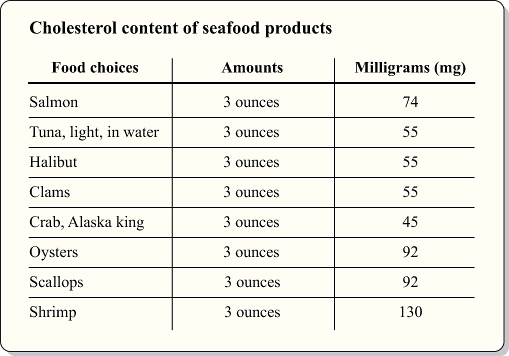 Cholesterol content of seafood products
Food choices Amounts Milligrams (mg)
Salmon 3 ounces 74
Tuna, light, in water 3 ounces 55
Halibut 3 ounces 55
Clams 3 ounces 55
Crab, Alaska king 3 ounces 45
Oysters 3 ounces 92
Scallops 3 ounces 92
Shrimp 3 ounces 130